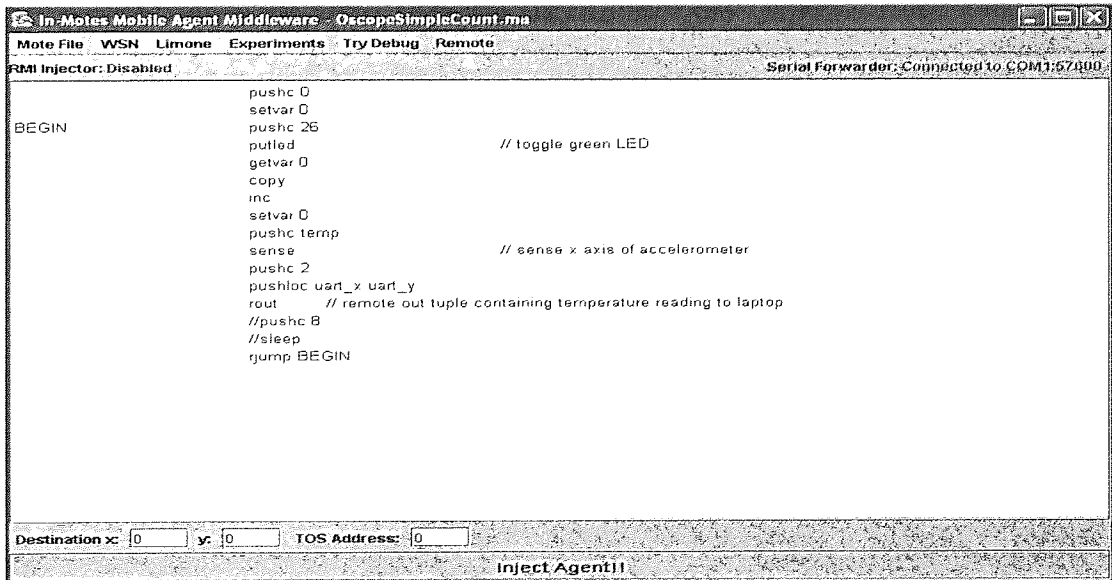 In-Motes Mobile Agent Middleware - OscopeSimpleCount.ma
Mote File WSN Limone Experiments Try Debug Remote
RMI Injector: Disabled Serial Forwarder: Connected to COM1:57600
pushc 0
setvar 0
BEGIN pushc 26
putled // toggle green LED
getvar 0
copy
inc
setvar 0
pushc temp
sense // sense x axis of accelerometer
pushc 2
pushloc uart_x uart_y
rout // remote out tuple containing temperature reading to laptop
//pushc 8
//sleep
rjump BEGIN
Destination x: 0 y: 0 TOS Address: 0
Inject Agent!!